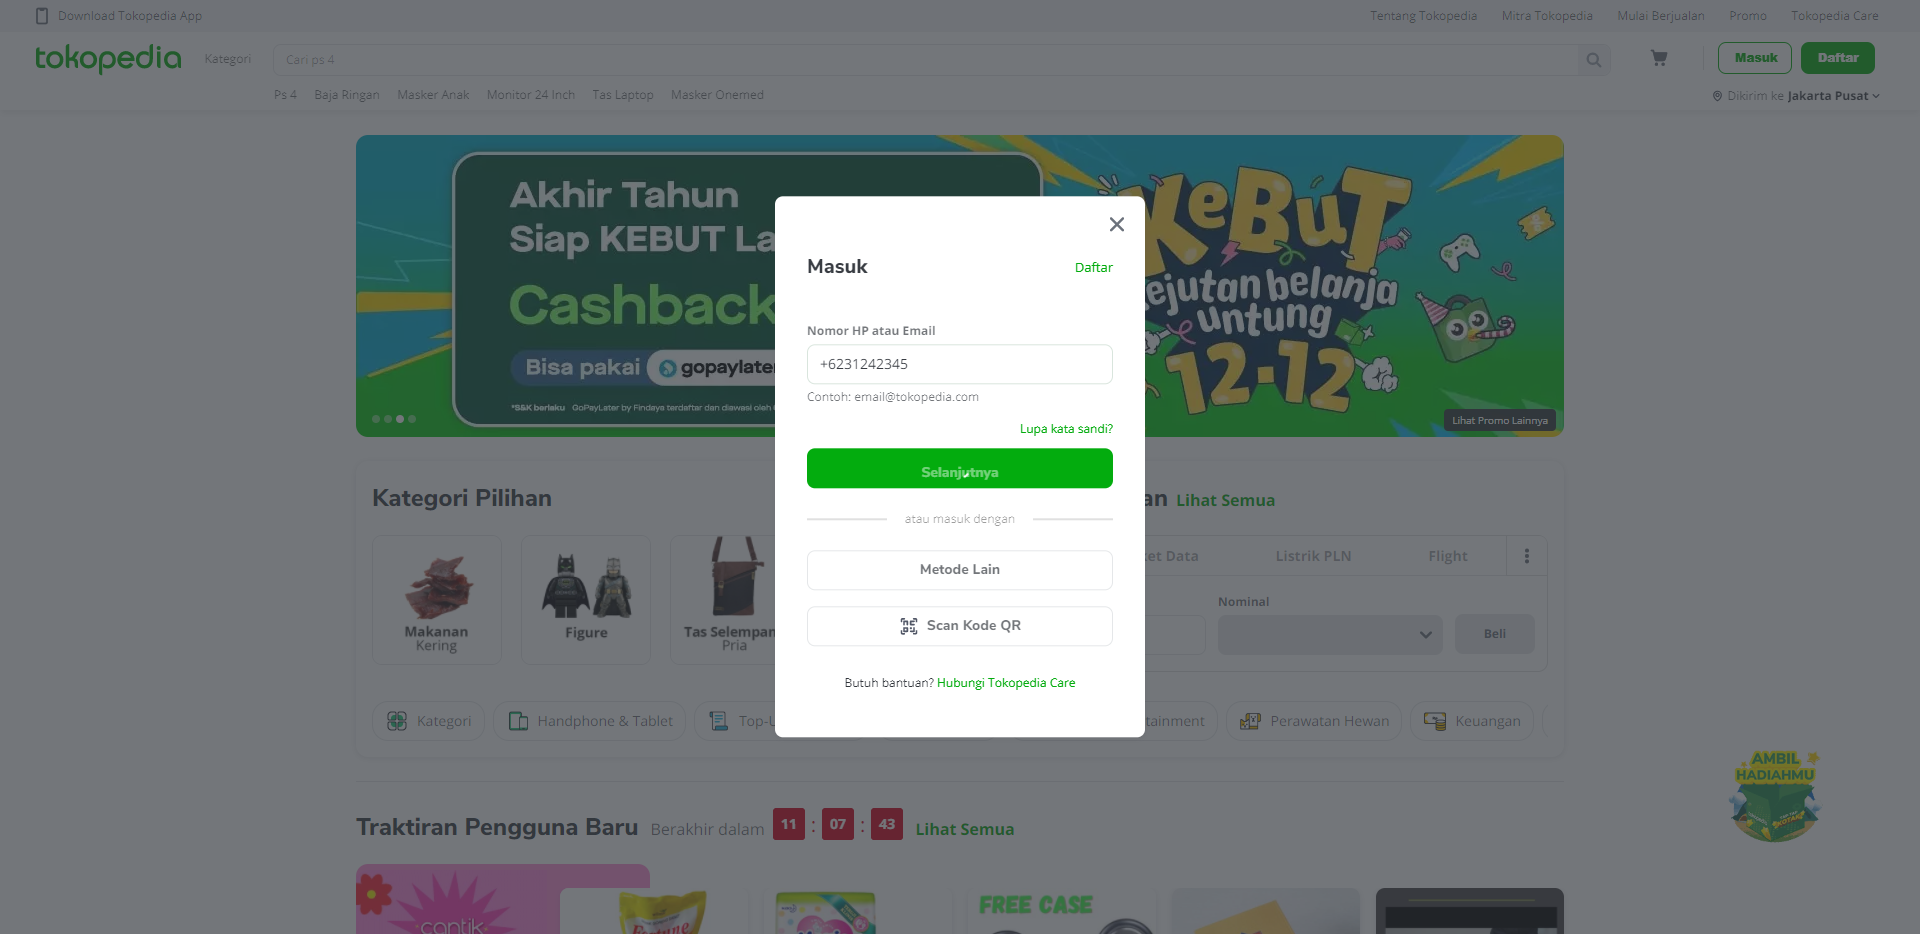 Download Tokopedia App
Tentang Tokopedia
Mitra Tokopedia
Mulai Berjualan
Promo
Tokopedia Care
tokopedia
Kategori
Cari ps 4
Masuk
Daftar
Ps 4
Baja Ringan
Masker Anak
Monitor 24 Inch
Tas Laptop
Masker Onemed
Dikirim ke Jakarta Pusat
Akhir Tahun
Siap KEBUT La
Cashback
Bisa pakai gopaylate
*S&K berlaku GoPayLater by Findaya terdaftar dan diawasi oleh
KeBUT
ejutan belanja
untung
12.12
Lihat Promo Lainnya
Masuk
Daftar
Nomor HP atau Email
+6231242345
Contoh: email@tokopedia.com
Lupa kata sandi?
Selanjutnya
atau masuk dengan
Metode Lain
Scan Kode QR
Butuh bantuan? Hubungi Tokopedia Care
Kategori Pilihan
an Lihat Semua
Makanan
Kering
Figure
Tas Selempan
Pria
et Data
Listrik PLN
Flight
Nominal
Beli
Kategori
Handphone & Tablet
Top-U
tainment
Perawatan Hewan
Keuangan
AMBIL
HADIAHMU
Traktiran Pengguna Baru
Berakhir dalam
11 : 07 : 43
Lihat Semua
cantik
Fortune
FREE CASE